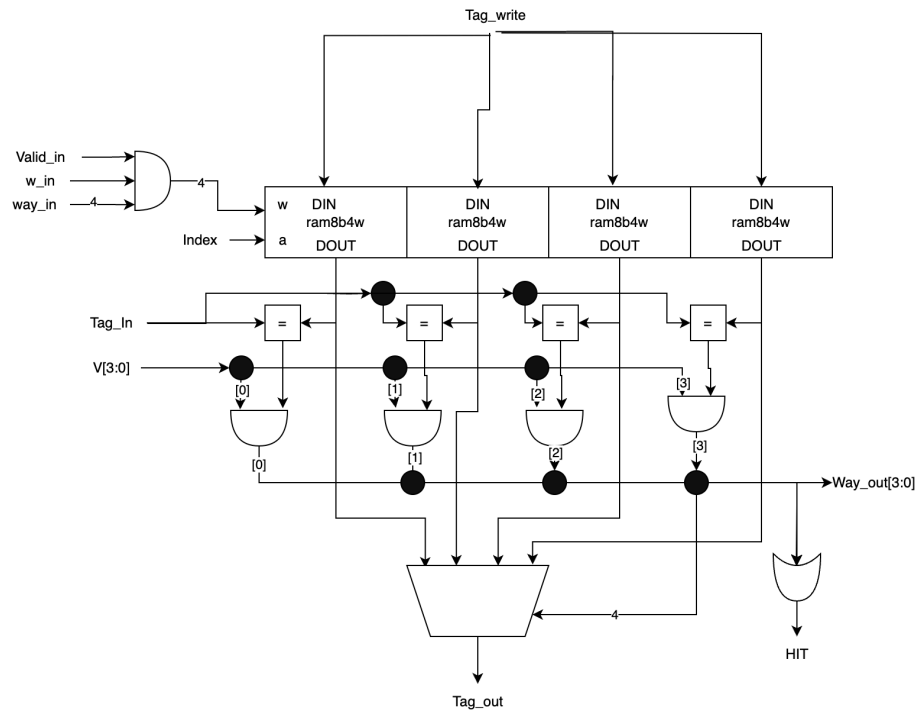 Tag_write
Valid_in
w_in
way_in
4
4
w DIN DIN DIN DIN
ram8b4w ram8b4w ram8b4w ram8b4w
Index
a DOUT DOUT DOUT DOUT
Tag_In
= = = =
V[3:0]
[0] [1] [2] [3]
[0] [1] [2] [3]
Way_out[3:0]
4
HIT
Tag_out